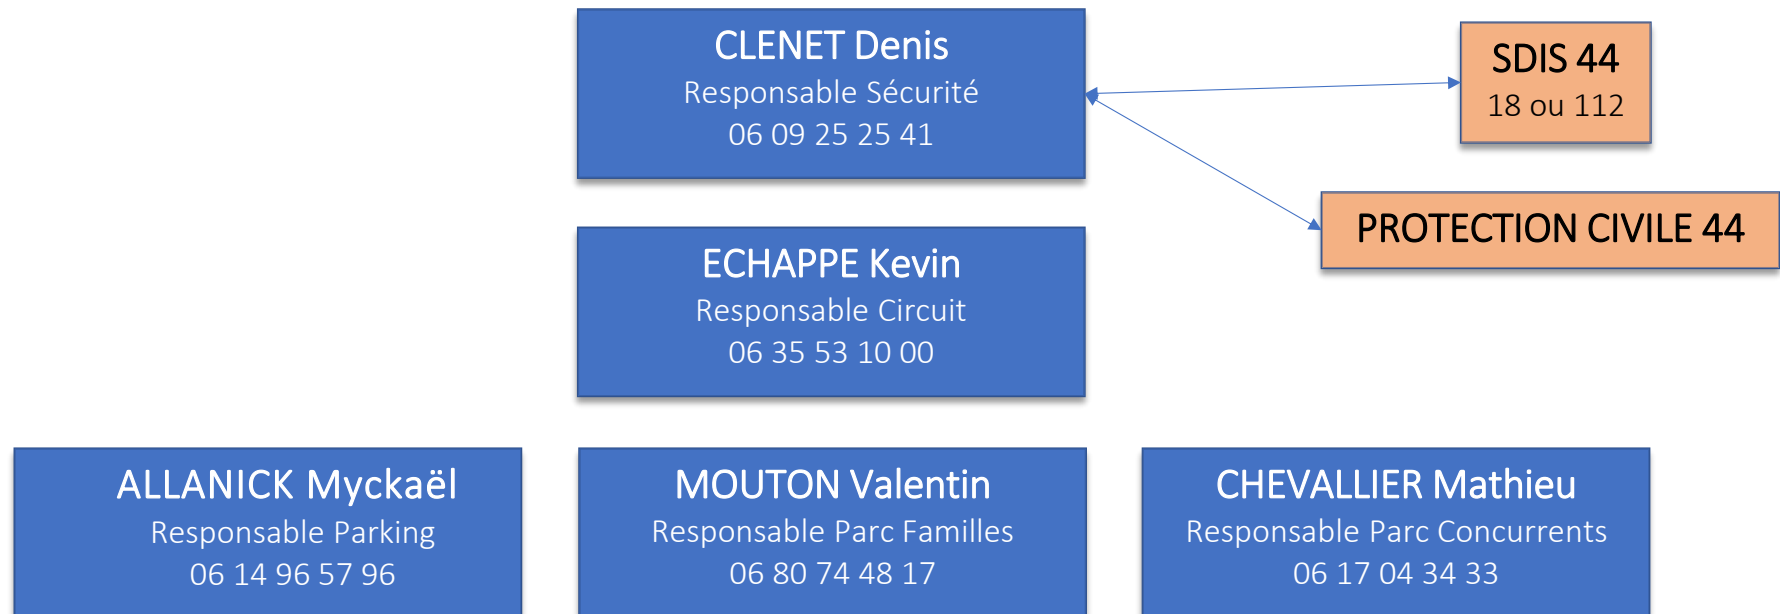 CLENET Denis
Responsable Sécurité
06 09 25 25 41
SDIS 44
18 ou 112
PROTECTION CIVILE 44
ECHAPPE Kevin
Responsable Circuit
06 35 53 10 00
ALLANICK Myckaël
Responsable Parking
06 14 96 57 96
MOUTON Valentin
Responsable Parc Familles
06 80 74 48 17
CHEVALLIER Mathieu
Responsable Parc Concurrents
06 17 04 34 33